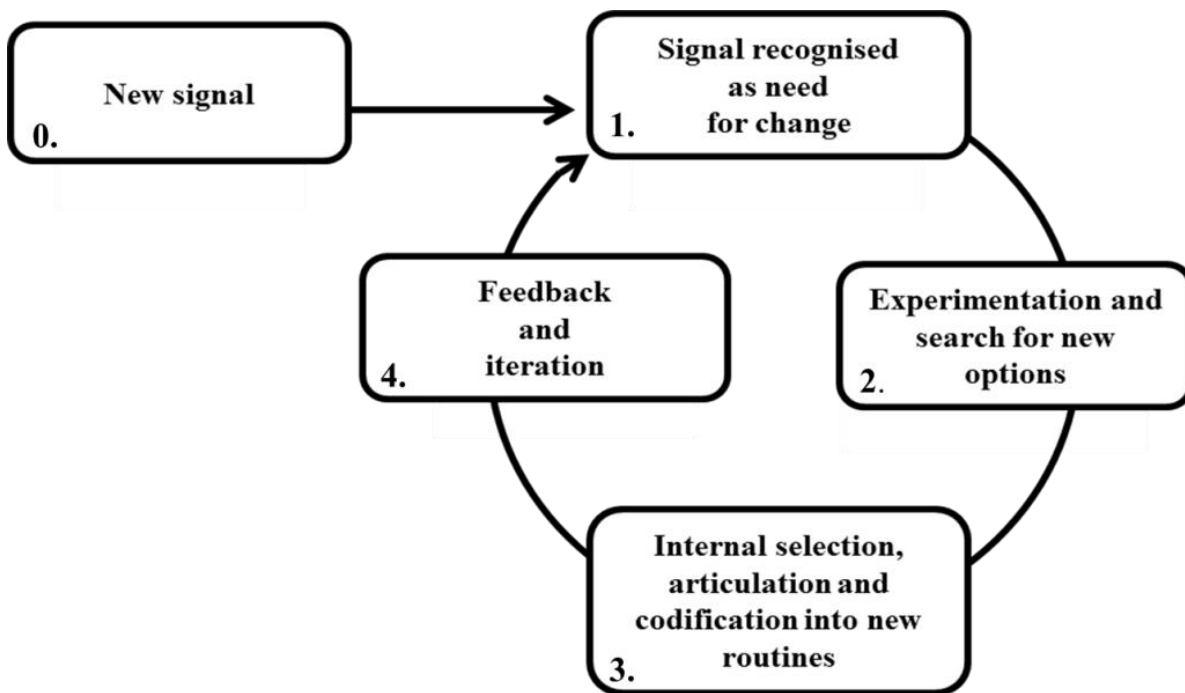 New signal
0.
Signal recognised
as need
for change
1.
Experimentation and
search for new
options
2.
Internal selection,
articulation and
codification into new
routines
3.
Feedback
and
iteration
4.